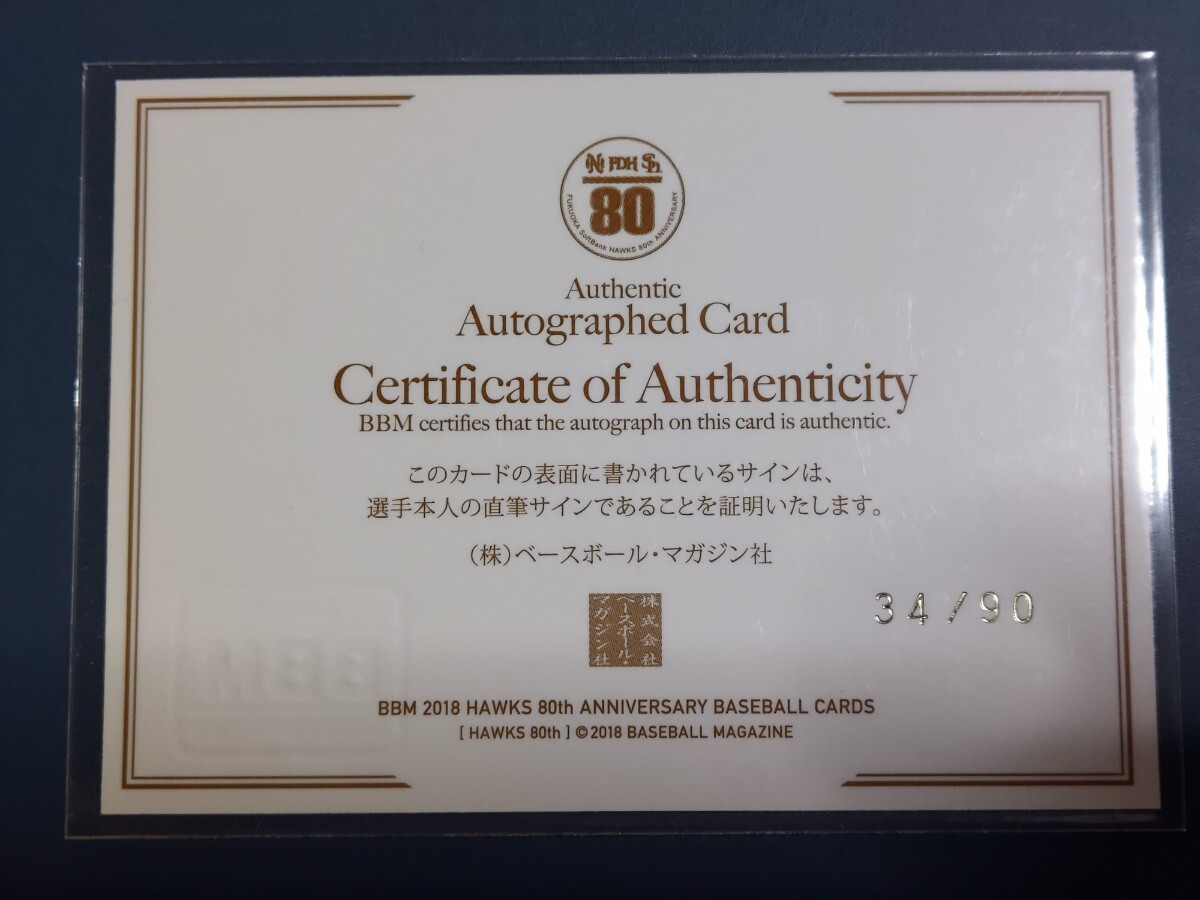 NH FDH Sh
80
FUKUOKA SoftBank HAWKS 80th ANNIVERSARY
Authentic
Autographed Card
Certificate of Authenticity
BBM certifies that the autograph on this card is authentic.
このカードの表面に書かれているサインは、
選手本人の直筆サインであることを証明いたします。
（株）ベースボール・マガジン社
株式会社
ベースボール・
マガジン社
34/90
BBM
BBM 2018 HAWKS 80th ANNIVERSARY BASEBALL CARDS
[ HAWKS 80th ] ©2018 BASEBALL MAGAZINE